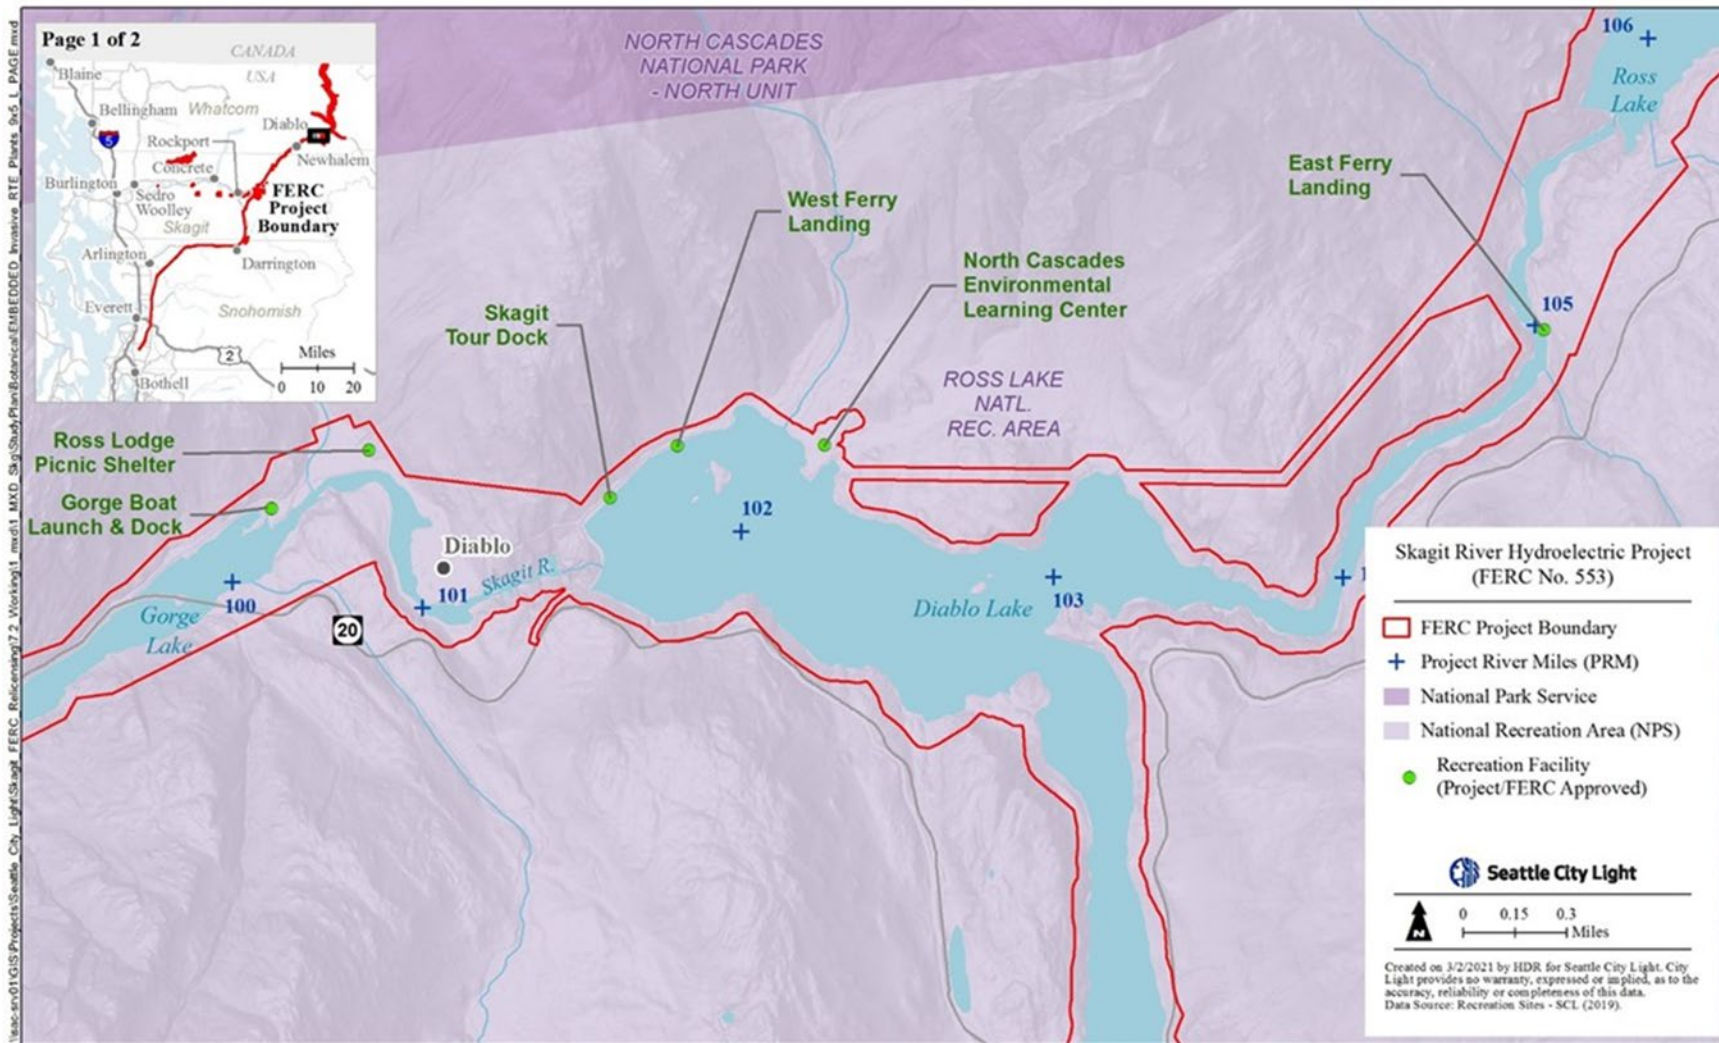 Page 1 of 2
CANADA
USA
Blaine
Bellingham
Whatcom
5
Diablo
Rockport
Newhalem
Concrete
Burlington
Sedro
Woolley
FERC
Project
Boundary
Skagit
Arlington
Darrington
Everett
Snohomish
2
Miles
0 10 20
Bothell
NORTH CASCADES
NATIONAL PARK
- NORTH UNIT
106
Ross
Lake
East Ferry
Landing
West Ferry
Landing
North Cascades
Environmental
Learning Center
105
Skagit
Tour Dock
ROSS LAKE
NATL.
REC. AREA
Ross Lodge
Picnic Shelter
Gorge Boat
Launch & Dock
102
Diablo
Skagit R.
100
101
103
1
Gorge
Lake
20
Diablo Lake
Skagit River Hydroelectric Project
(FERC No. 553)
FERC Project Boundary
Project River Miles (PRM)
National Park Service
National Recreation Area (NPS)
Recreation Facility
(Project/FERC Approved)
Seattle City Light
N
0 0.15 0.3
Miles
Created on 3/2/2021 by HDR for Seattle City Light. City
Light provides no warranty, expressed or implied, as to the
accuracy, reliability or completeness of this data.
Data Source: Recreation Sites - SCL (2019).